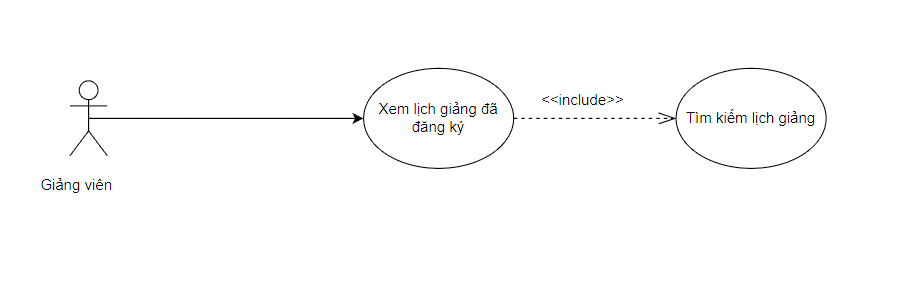 Xem lịch giảng đã
đăng ký
<<include>>
Tìm kiếm lịch giảng
Giảng viên